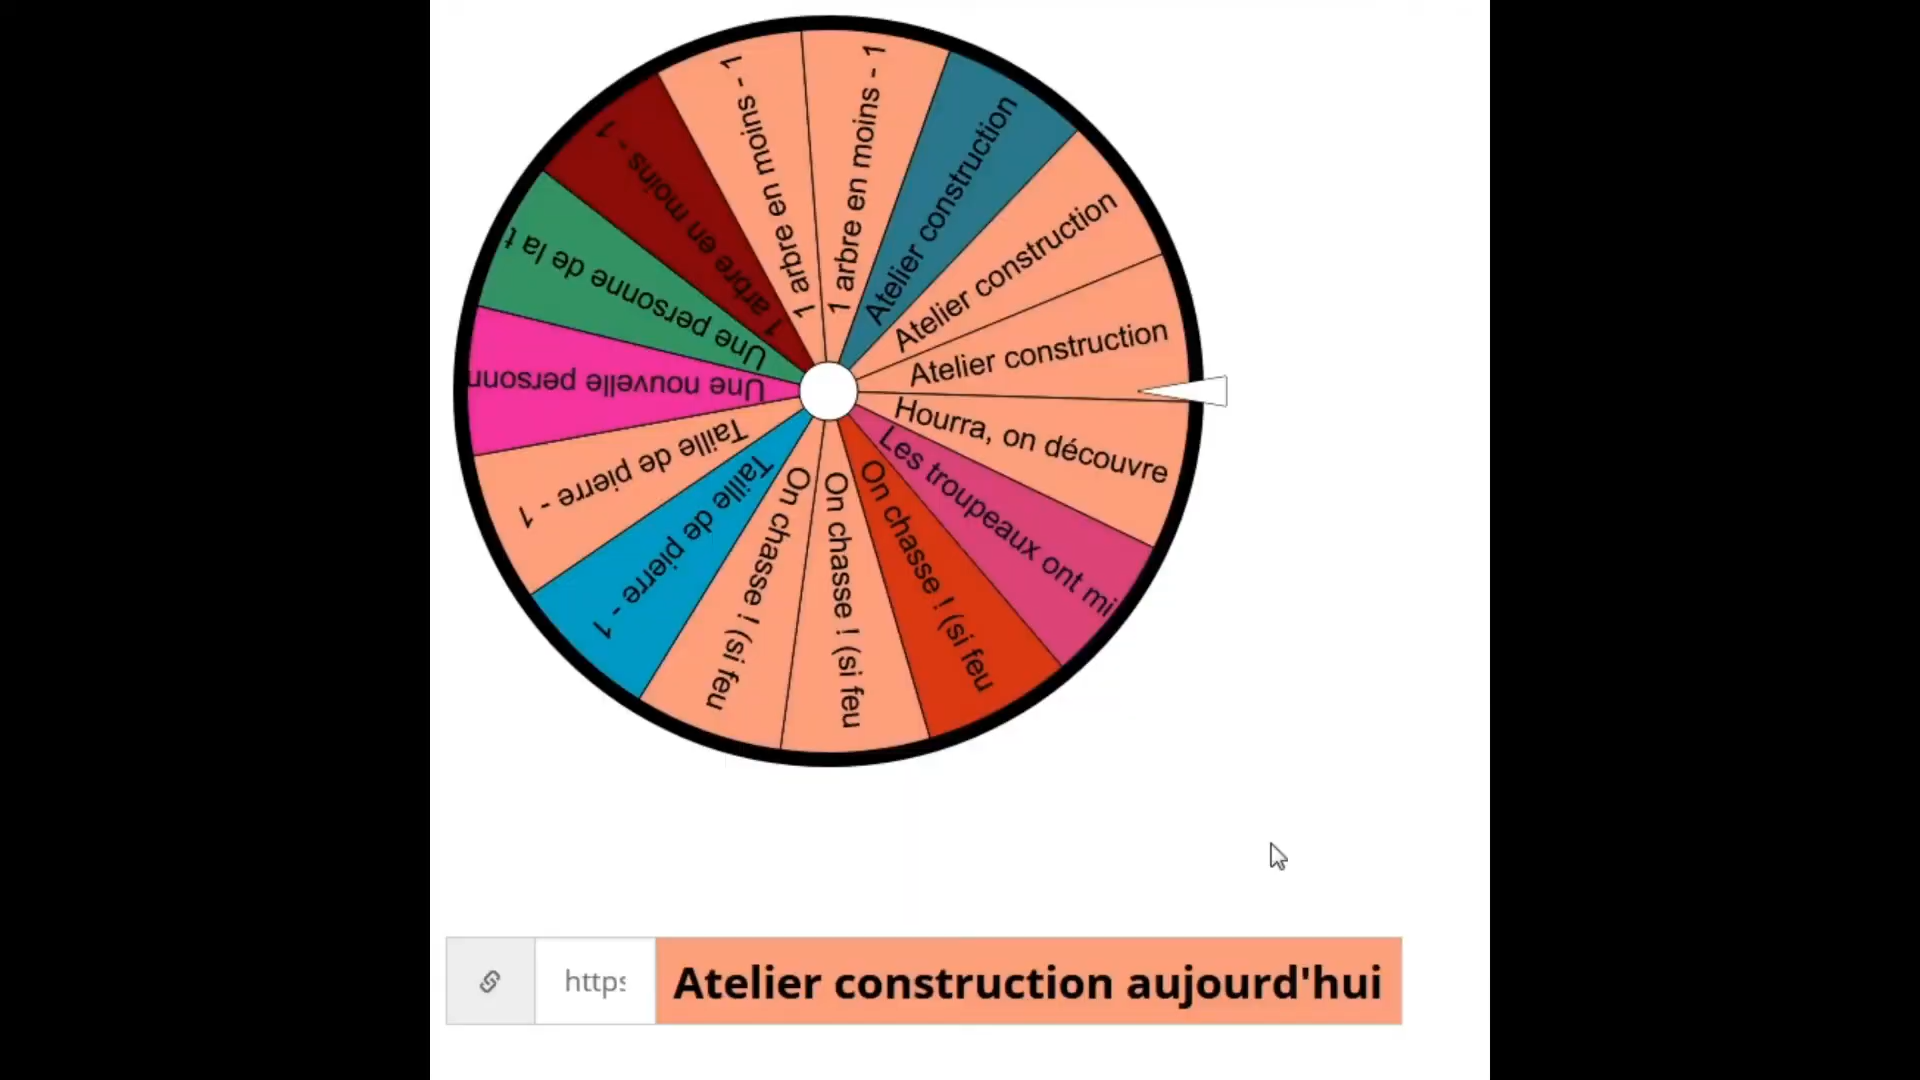 1 arbre en moins - 1
1 arbre en moins - 1
Atelier construction
Atelier construction
Atelier construction
Hourra, on découvre
Les troupeaux ont mi
On chasse ! (si feu
On chasse ! (si feu
On chasse ! (si feu
Taille de pierre - 1
Taille de pierre - 1
Une nouvelle personn
Une personne de la t
1 arbre en moins - 1
https
Atelier construction aujourd'hui